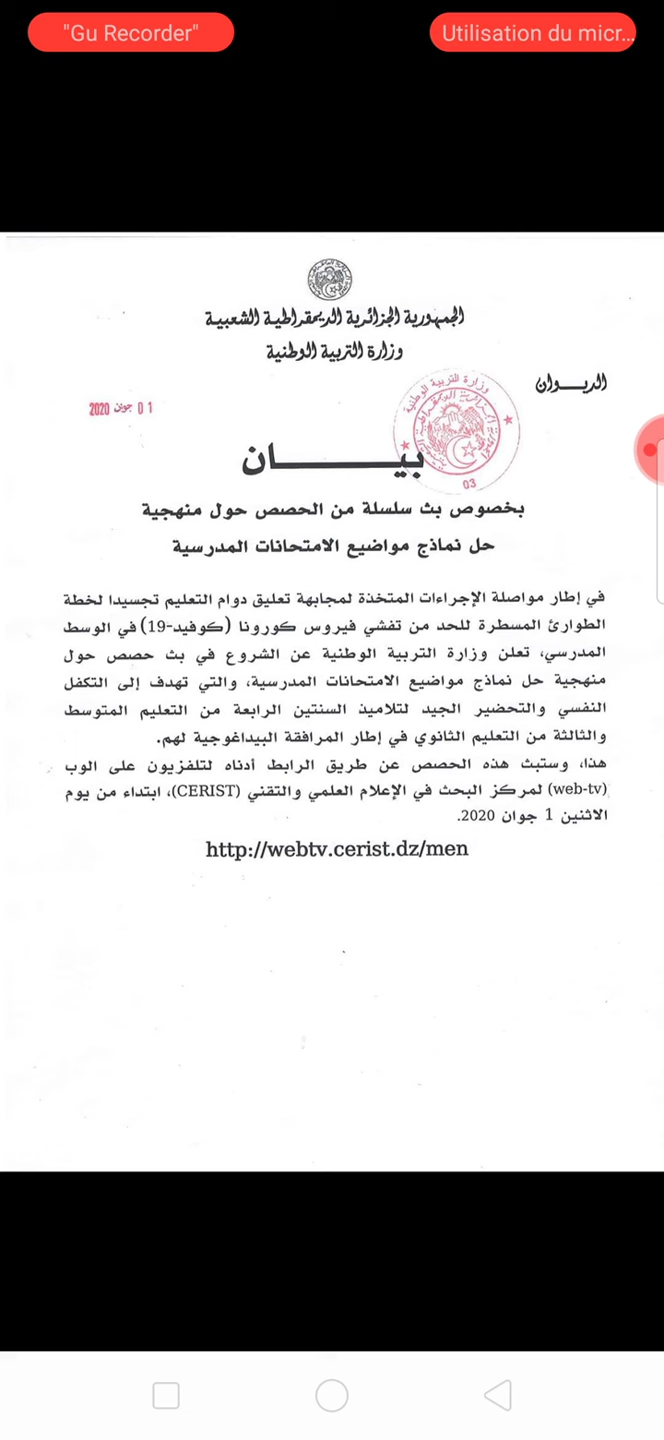 "Gu Recorder"
Utilisation du micr...
الجمهورية الجزائرية الديمقراطية الشعبية
وزارة التربية الوطنية
الديـــوان
01 جوان 2020
وزارة التربية الوطنية
03
بيـــــــان
بخصوص بث سلسلة من الحصص حول منهجية
حل نماذج مواضيع الامتحانات المدرسية
في إطار مواصلة الإجراءات المتخذة لمجابهة تعليق دوام التعليم تجسيدا لخطة
الطوارئ المسطرة للحد من تفشي فيروس كورونا (كوفيد-19) في الوسط
المدرسي، تعلن وزارة التربية الوطنية عن الشروع في بث حصص حول
منهجية حل نماذج مواضيع الامتحانات المدرسية، والتي تهدف إلى التكفل
النفسي والتحضير الجيد لتلاميذ السنتين الرابعة من التعليم المتوسط
والثالثة من التعليم الثانوي في إطار المرافقة البيداغوجية لهم.
هذا، وستبث هذه الحصص عن طريق الرابط أدناه لتلفزيون على الوب
(web-tv) لمركز البحث في الإعلام العلمي والتقني (CERIST)، ابتداء من يوم
الاثنين 1 جوان 2020.
http://webtv.cerist.dz/men